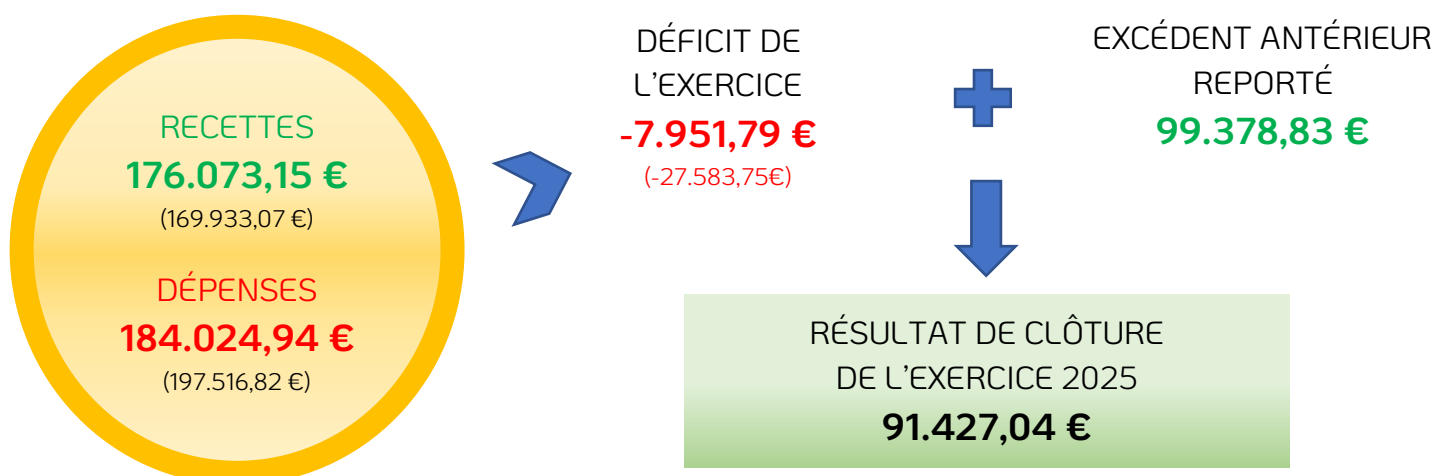 RECETTES
176.073,15 €
(169.933,07 €)
DÉPENSES
184.024,94 €
(197.516,82 €)
DÉFICIT DE
L’EXERCICE
-7.951,79 €
(-27.583,75€)
EXCÉDENT ANTÉRIEUR
REPORTÉ
99.378,83 €
RÉSULTAT DE CLÔTURE
DE L’EXERCICE 2025
91.427,04 €